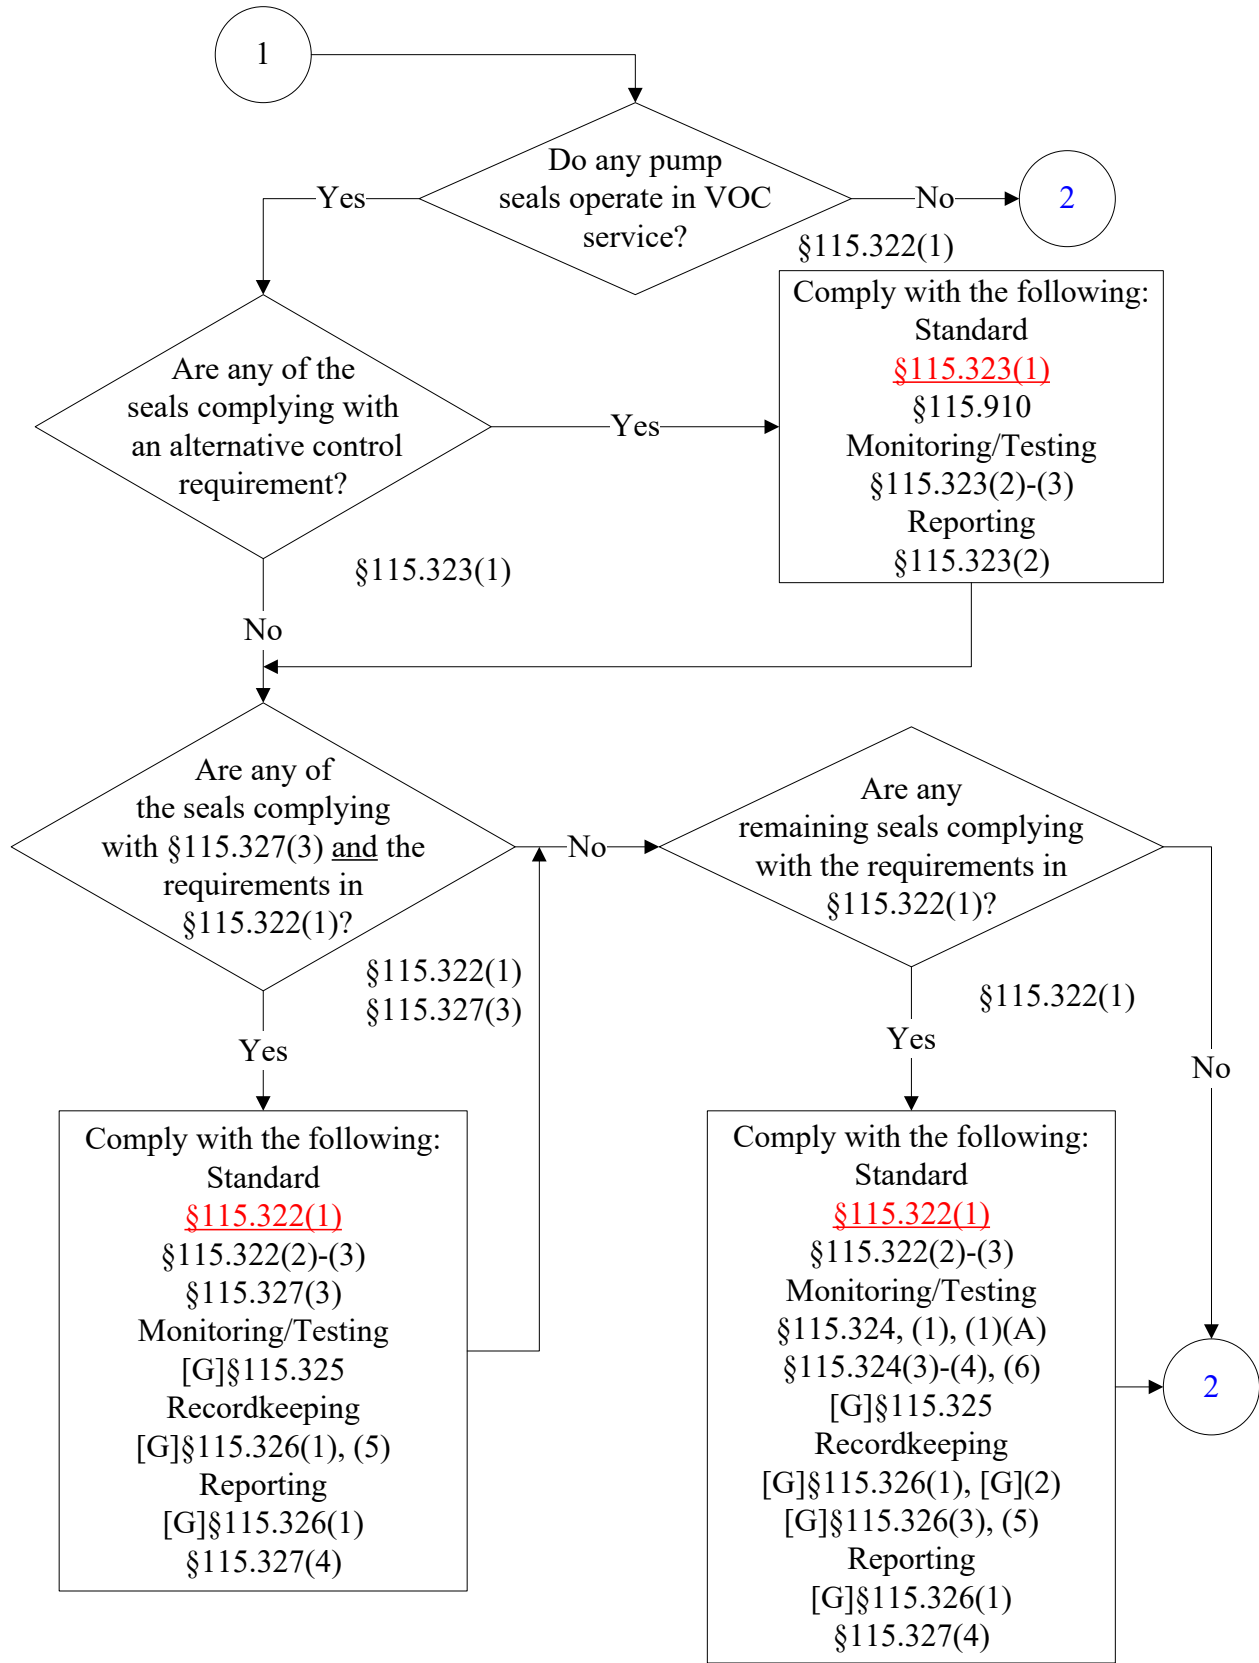 1
Do any pump
seals operate in VOC
service?
Yes
No
2
§115.322(1)
Comply with the following:
Standard
§115.323(1)
§115.910
Monitoring/Testing
§115.323(2)-(3)
Reporting
§115.323(2)
Are any of the
seals complying with
an alternative control
requirement?
Yes
§115.323(1)
No
Are any of
the seals complying
with §115.327(3) and the
requirements in
§115.322(1)?
No
§115.322(1)
§115.327(3)
Yes
Are any
remaining seals complying
with the requirements in
§115.322(1)?
§115.322(1)
Yes
No
Comply with the following:
Standard
§115.322(1)
§115.322(2)-(3)
§115.327(3)
Monitoring/Testing
[G]§115.325
Recordkeeping
[G]§115.326(1), (5)
Reporting
[G]§115.326(1)
§115.327(4)
Comply with the following:
Standard
§115.322(1)
§115.322(2)-(3)
Monitoring/Testing
§115.324, (1), (1)(A)
§115.324(3)-(4), (6)
[G]§115.325
Recordkeeping
[G]§115.326(1), [G](2)
[G]§115.326(3), (5)
Reporting
[G]§115.326(1)
§115.327(4)
2